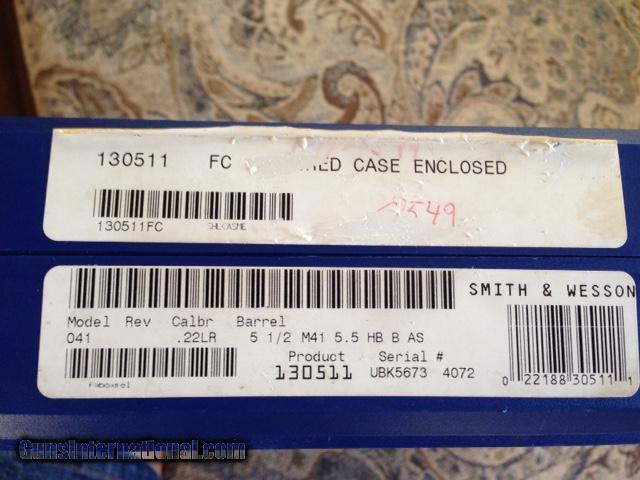 130511 FC HED CASE ENCLOSED
130511FC
2549
SMITH & WESSON
Model Rev Calbr Barrel
041 .22LR 5 1/2 M41 5.5 HB B AS
Product Serial #
130511 UBK5673 4072
0 22188 30511 1
GunsInternational.com